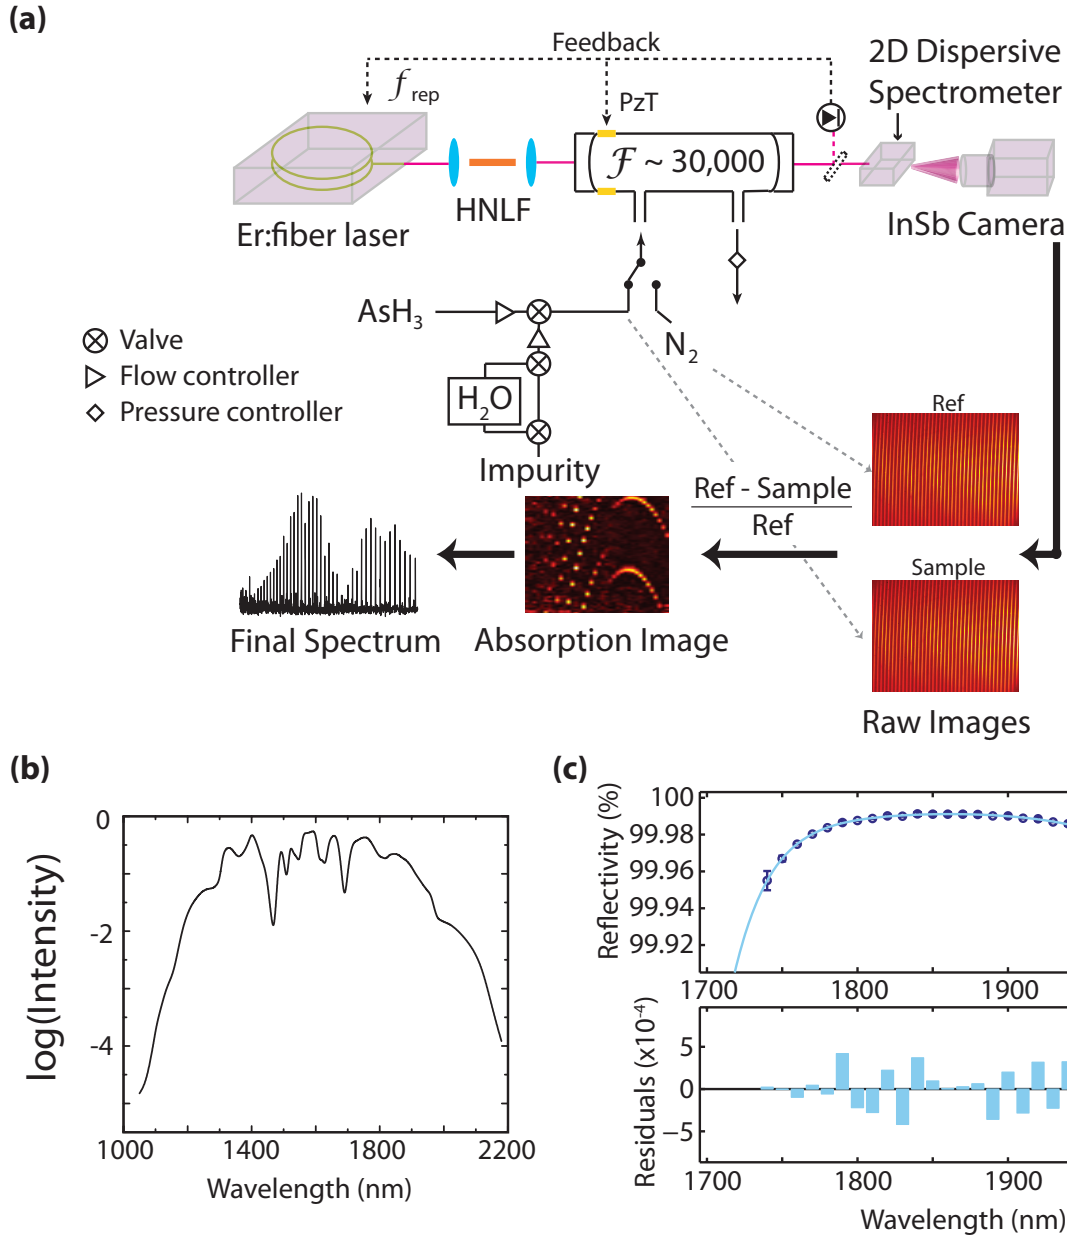 (a)
Feedback
2D Dispersive
Spectrometer
f rep
PzT
F ~ 30,000
HNLF
Er:fiber laser
InSb Camera
AsH3
N2
Valve
Flow controller
Pressure controller
H2O
Impurity
Ref
Ref - Sample
Ref
Sample
Final Spectrum
Absorption Image
Raw Images
(b)
log(Intensity)
0
-2
-4
1000
1400
1800
2200
Wavelength (nm)
(c)
Reflectivity (%)
100
99.98
99.96
99.94
99.92
1700
1800
1900
Residuals (x10-4)
5
0
−5
1700
1800
1900
Wavelength (nm)